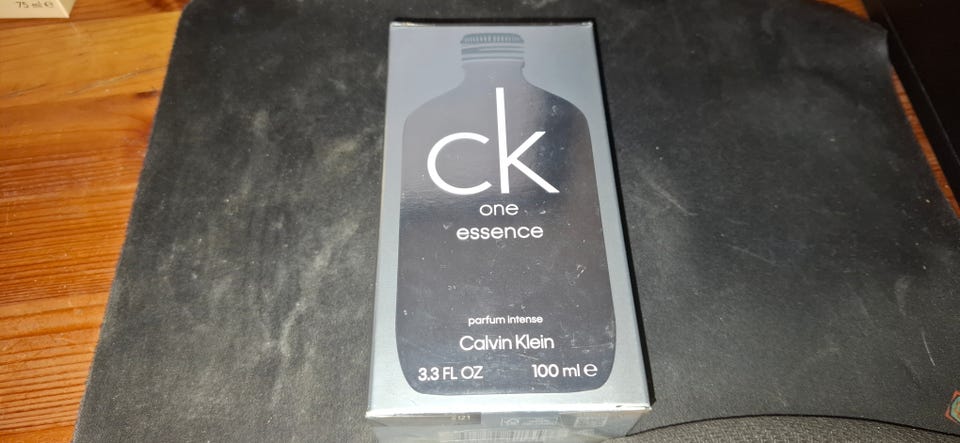 75 ml e
ck
one
essence
parfum intense
Calvin Klein
3.3 FL OZ 100 ml e